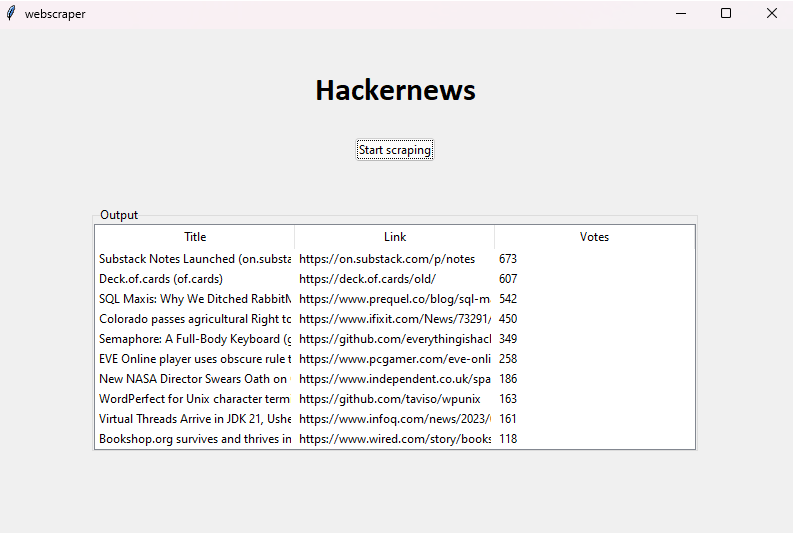 webscraper
Hackernews
Start scraping
Output
Title Link Votes
Substack Notes Launched (on.substa https://on.substack.com/p/notes 673
Deck.of.cards (of.cards) https://deck.of.cards/old/ 607
SQL Maxis: Why We Ditched RabbitM https://www.prequel.co/blog/sql-m 542
Colorado passes agricultural Right to https://www.ifixit.com/News/73291/ 450
Semaphore: A Full-Body Keyboard (g https://github.com/everythingishacl 349
EVE Online player uses obscure rule t https://www.pcgamer.com/eve-onli 258
New NASA Director Swears Oath on https://www.independent.co.uk/spa 186
WordPerfect for Unix character term https://github.com/taviso/wpunix 163
Virtual Threads Arrive in JDK 21, Ushe https://www.infoq.com/news/2023/ 161
Bookshop.org survives and thrives in https://www.wired.com/story/books 118